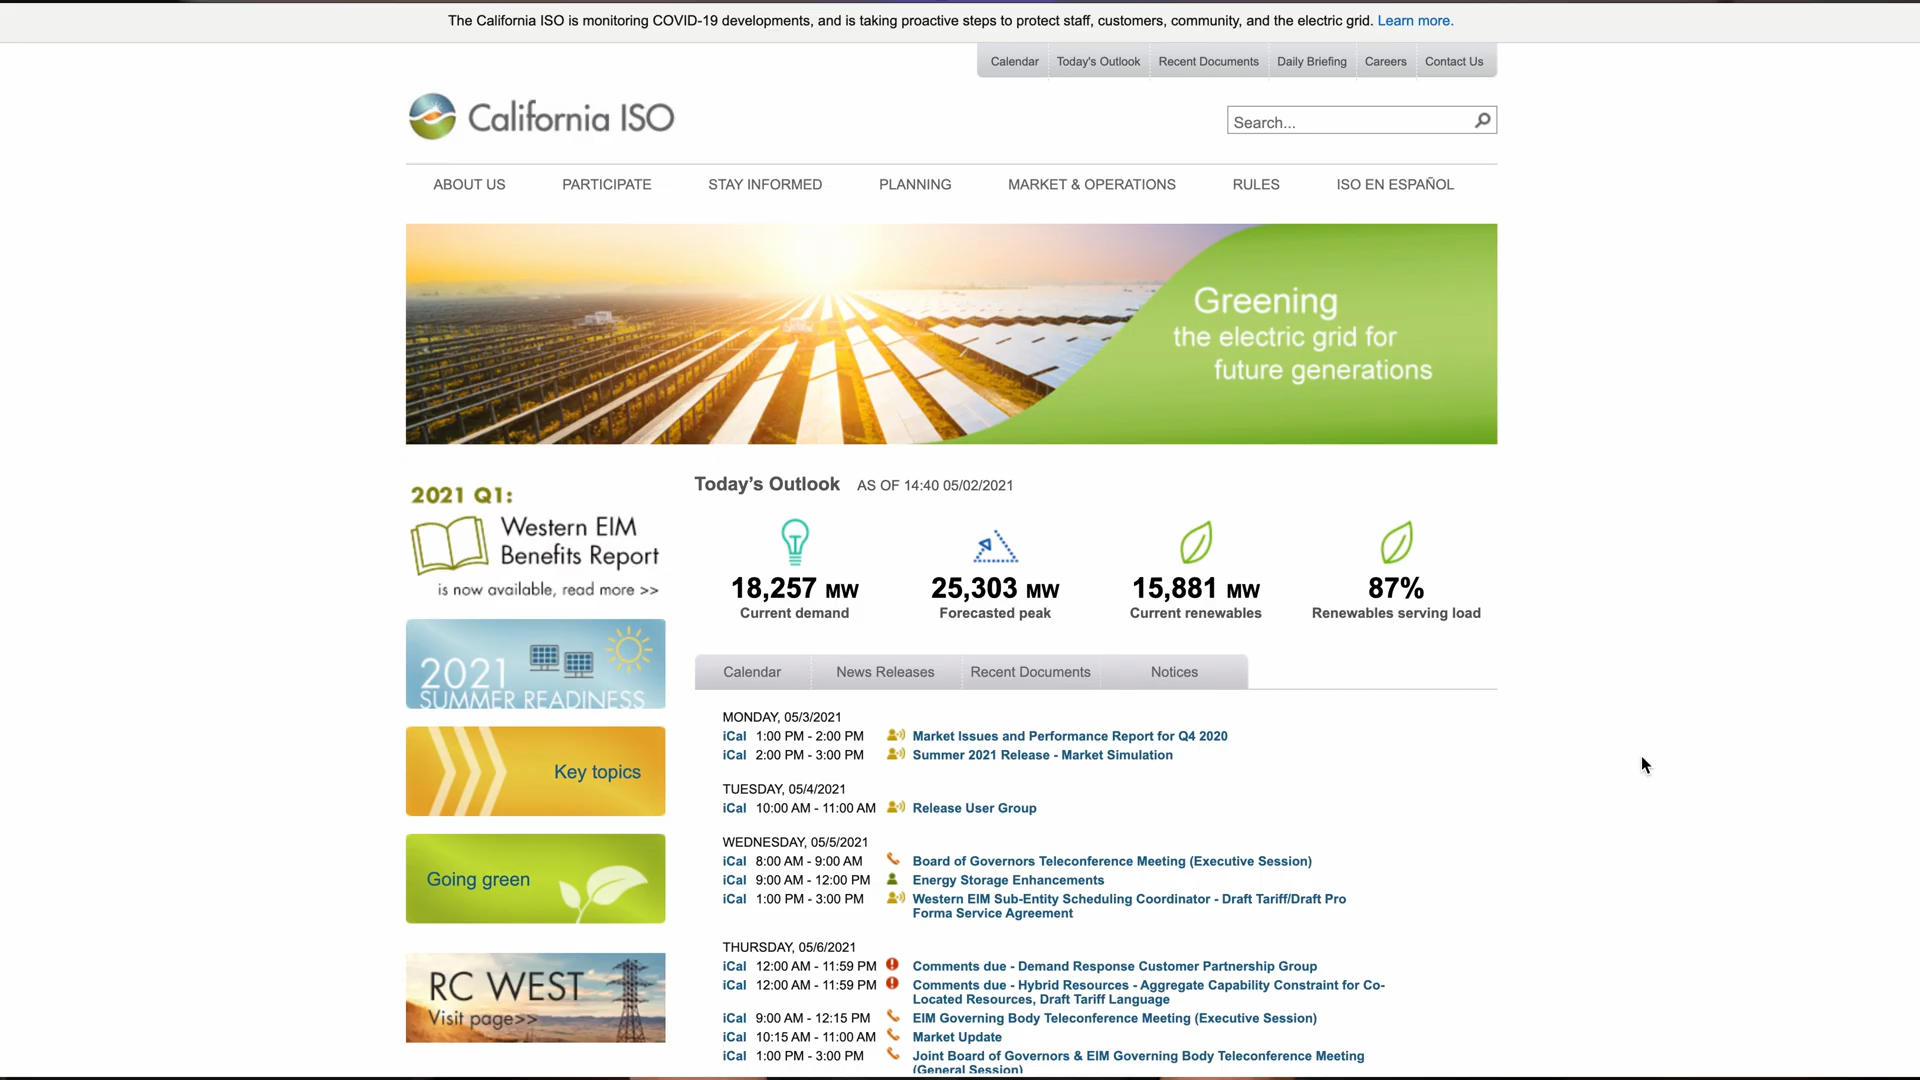 The California ISO is monitoring COVID-19 developments, and is taking proactive steps to protect staff, customers, community, and the electric grid. Learn more.
Calendar Today's Outlook Recent Documents Daily Briefing Careers Contact Us
California ISO
Search...
ABOUT US PARTICIPATE STAY INFORMED PLANNING MARKET & OPERATIONS RULES ISO EN ESPAÑOL
Greening
the electric grid for
future generations
2021 Q1:
Western EIM
Benefits Report
is now available, read more >>
2021
SUMMER READINESS
Key topics
Going green
RC WEST
Visit page>>
Today's Outlook AS OF 14:40 05/02/2021
18,257 MW
Current demand
25,303 MW
Forecasted peak
15,881 MW
Current renewables
87%
Renewables serving load
Calendar News Releases Recent Documents Notices
MONDAY, 05/3/2021
iCal 1:00 PM - 2:00 PM Market Issues and Performance Report for Q4 2020
iCal 2:00 PM - 3:00 PM Summer 2021 Release - Market Simulation
TUESDAY, 05/4/2021
iCal 10:00 AM - 11:00 AM Release User Group
WEDNESDAY, 05/5/2021
iCal 8:00 AM - 9:00 AM Board of Governors Teleconference Meeting (Executive Session)
iCal 9:00 AM - 12:00 PM Energy Storage Enhancements
iCal 1:00 PM - 3:00 PM Western EIM Sub-Entity Scheduling Coordinator - Draft Tariff/Draft Pro
Forma Service Agreement
THURSDAY, 05/6/2021
iCal 12:00 AM - 11:59 PM Comments due - Demand Response Customer Partnership Group
iCal 12:00 AM - 11:59 PM Comments due - Hybrid Resources - Aggregate Capability Constraint for Co-
Located Resources, Draft Tariff Language
iCal 9:00 AM - 12:15 PM EIM Governing Body Teleconference Meeting (Executive Session)
iCal 10:15 AM - 11:00 AM Market Update
iCal 1:00 PM - 3:00 PM Joint Board of Governors & EIM Governing Body Teleconference Meeting
(General Session)